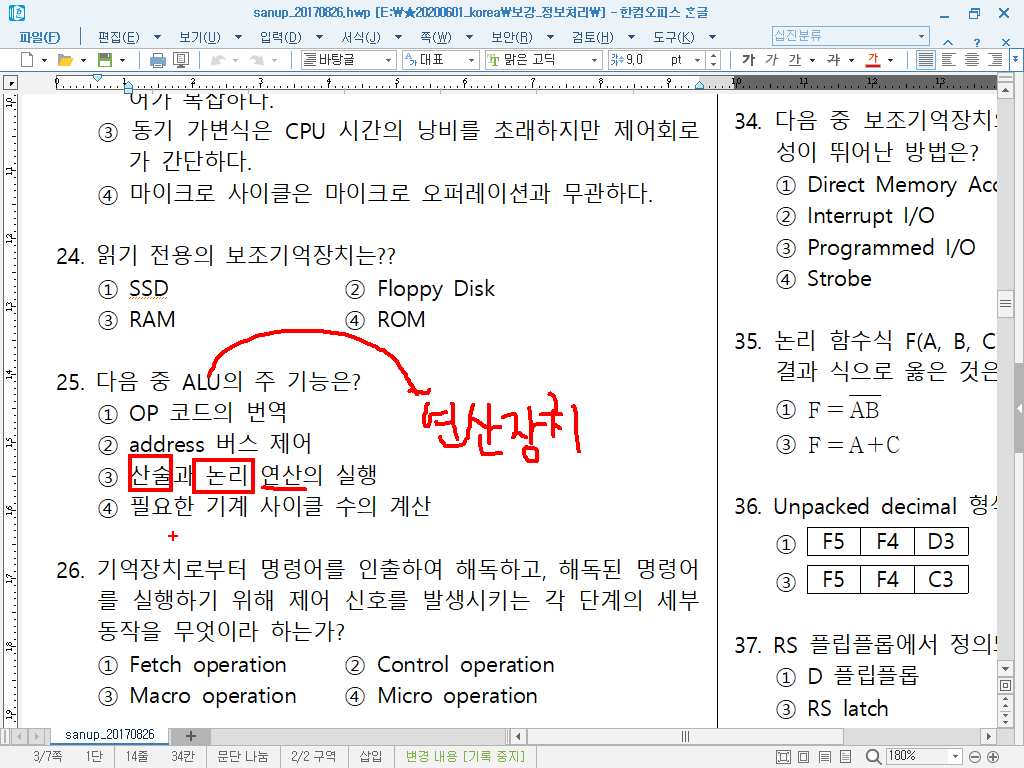 sanup_20170826.hwp [E:₩★20200601_korea₩보강_정보처리₩] - 한컴오피스 혼글
파일(F) 편집(E) 보기(U) 입력(D) 서식(J) 쪽(W) 보안(R) 검토(H) 도구(K) 십진분류
바탕글 대표 맑은 고딕 9,0 pt 가 가 가 가 가
어가 복잡하다.
③ 동기 가변식은 CPU 시간의 낭비를 초래하지만 제어회로
가 간단하다.
④ 마이크로 사이클은 마이크로 오퍼레이션과 무관하다.
24. 읽기 전용의 보조기억장치는??
① SSD ② Floppy Disk
③ RAM ④ ROM
25. 다음 중 ALU의 주 기능은?
① OP 코드의 번역
연산장치
② address 버스 제어
③ 산술과 논리 연산의 실행
④ 필요한 기계 사이클 수의 계산
26. 기억장치로부터 명령어를 인출하여 해독하고, 해독된 명령어
를 실행하기 위해 제어 신호를 발생시키는 각 단계의 세부
동작을 무엇이라 하는가?
① Fetch operation ② Control operation
③ Macro operation ④ Micro operation
34. 다음 중 보조기억장치
성이 뛰어난 방법은?
① Direct Memory Acc
② Interrupt I/O
③ Programmed I/O
④ Strobe
35. 논리 함수식 F(A, B, C
결과 식으로 옳은 것은
① F = A̅B̅
③ F = A + C
36. Unpacked decimal 형식
① F5 F4 D3
③ F5 F4 C3
37. RS 플립플롭에서 정의
① D 플립플롭
③ RS latch
sanup_20170826
3/7쪽 1단 14줄 34칸 문단 나눔 2/2 구역 삽입 변경 내용 [기록 중지] 180%